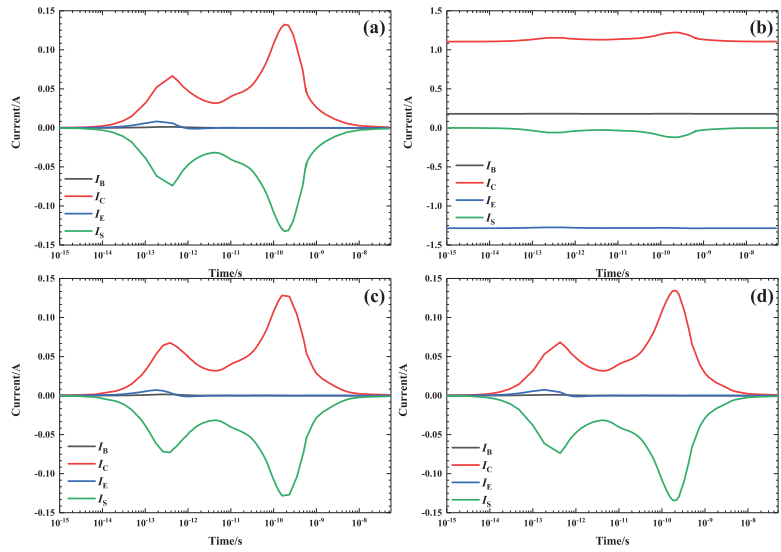 (a)
0.15
0.10
0.05
0.00
-0.05
-0.10
-0.15
Current/A
I_B
I_C
I_E
I_S
10^-15 10^-14 10^-13 10^-12 10^-11 10^-10 10^-9 10^-8
Time/s
(b)
1.5
1.0
0.5
0.0
0.5
1.0
1.5
Current/A
I_B
I_C
I_E
I_S
10^-15 10^-14 10^-13 10^-12 10^-11 10^-10 10^-9 10^-8
Time/s
(c)
0.15
0.10
0.05
0.00
-0.05
-0.10
0.15
Current/A
I_B
I_C
I_E
I_S
10^-15 10^-14 10^-13 10^-12 10^-11 10^-10 10^-9 10^-8
Time/s
(d)
0.15
0.10
0.05
0.00
-0.05
-0.10
0.15
Current/A
I_B
I_C
I_E
I_S
10^-15 10^-14 10^-13 10^-12 10^-11 10^-10 10^-9 10^-8
Time/s